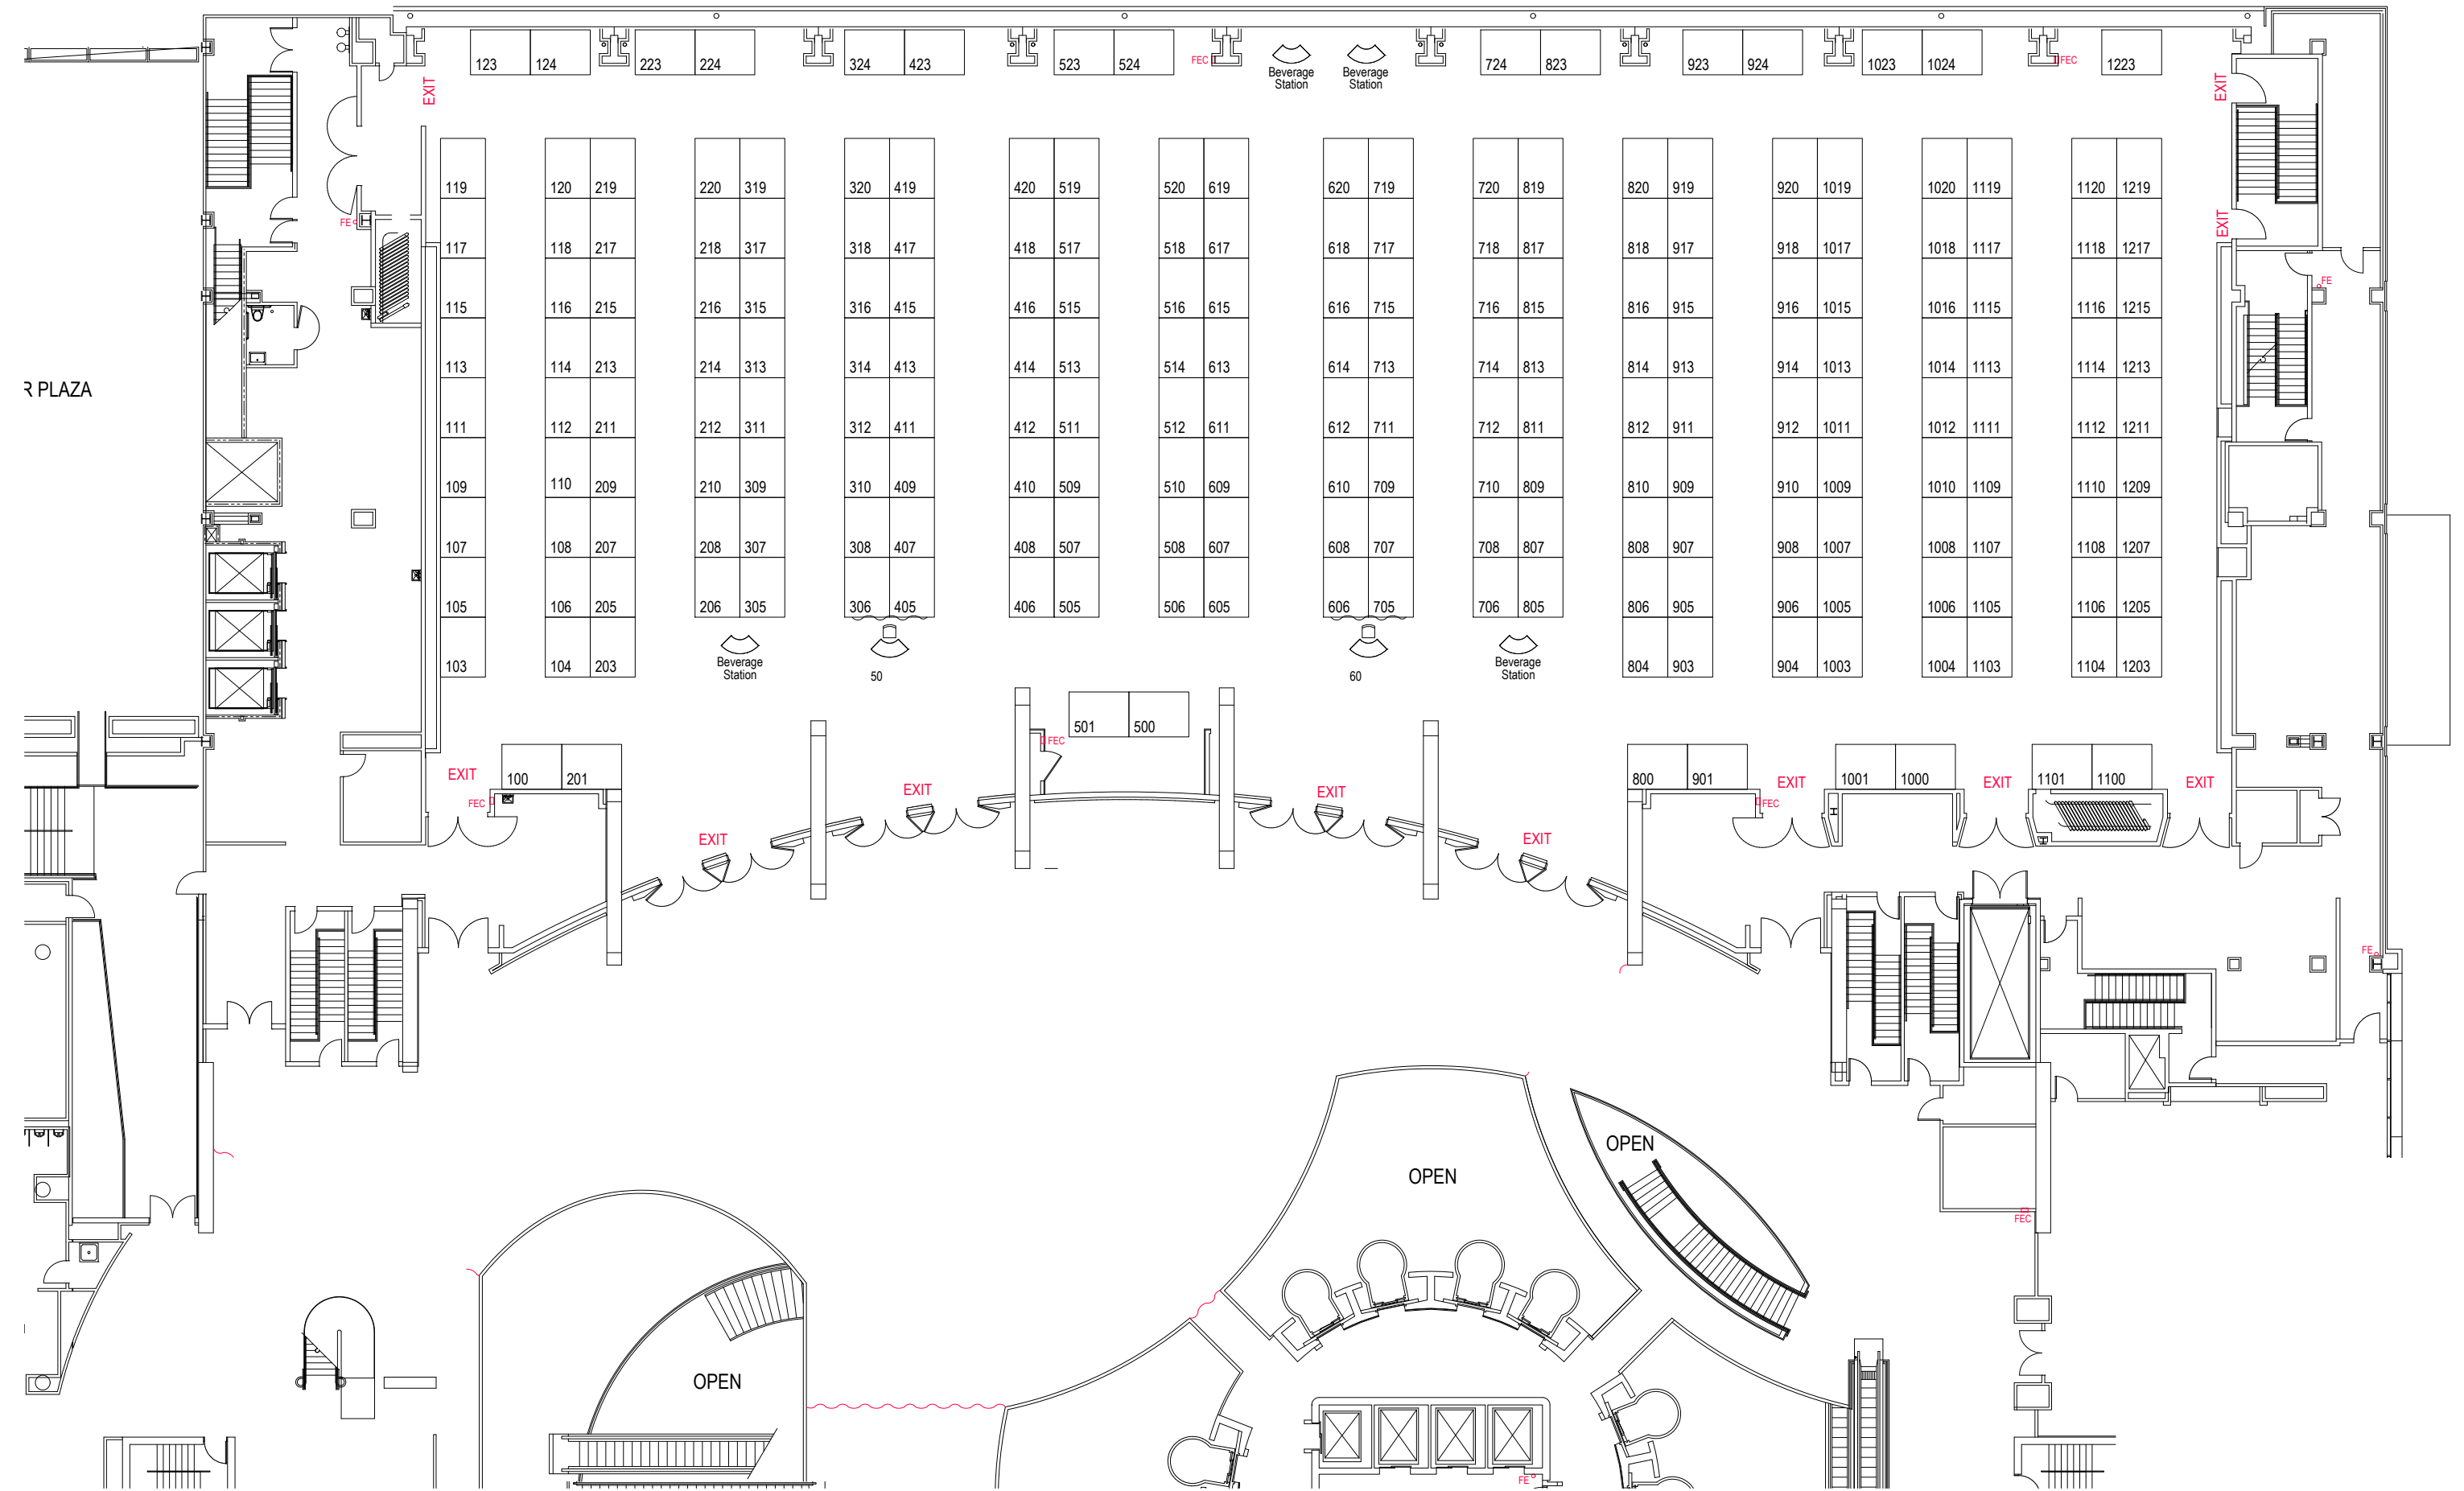 123 124 223 224 324 423 523 524 FEC Beverage Station Beverage Station 724 823 923 924 1023 1024 FEC 1223
EXIT EXIT
119 120 219 220 319 320 419 420 519 520 619 620 719 720 819 820 919 920 1019 1020 1119 1120 1219
FE EXIT
117 118 217 218 317 318 417 418 517 518 617 618 717 718 817 818 917 918 1017 1018 1117 1118 1217
FE
115 116 215 216 315 316 415 416 515 516 615 616 715 716 815 816 915 916 1015 1016 1115 1116 1215
113 114 213 214 313 314 413 414 513 514 613 614 713 714 813 814 913 914 1013 1014 1113 1114 1213
R PLAZA
111 112 211 212 311 312 411 412 511 512 611 612 711 712 811 812 911 912 1011 1012 1111 1112 1211
109 110 209 210 309 310 409 410 509 510 609 610 709 710 809 810 909 910 1009 1010 1109 1110 1209
107 108 207 208 307 308 407 408 507 508 607 608 707 708 807 808 907 908 1007 1008 1107 1108 1207
105 106 205 206 305 306 405 406 505 506 605 606 705 706 805 806 905 906 1005 1006 1105 1106 1205
103 104 203 Beverage Station 50 60 Beverage Station 804 903 904 1003 1004 1103 1104 1203
501 500
FEC
EXIT 100 201 800 901 EXIT 1001 1000 EXIT 1101 1100 EXIT
EXIT EXIT
FEC FEC
EXIT EXIT
FE
OPEN
OPEN
FEC
OPEN
FE